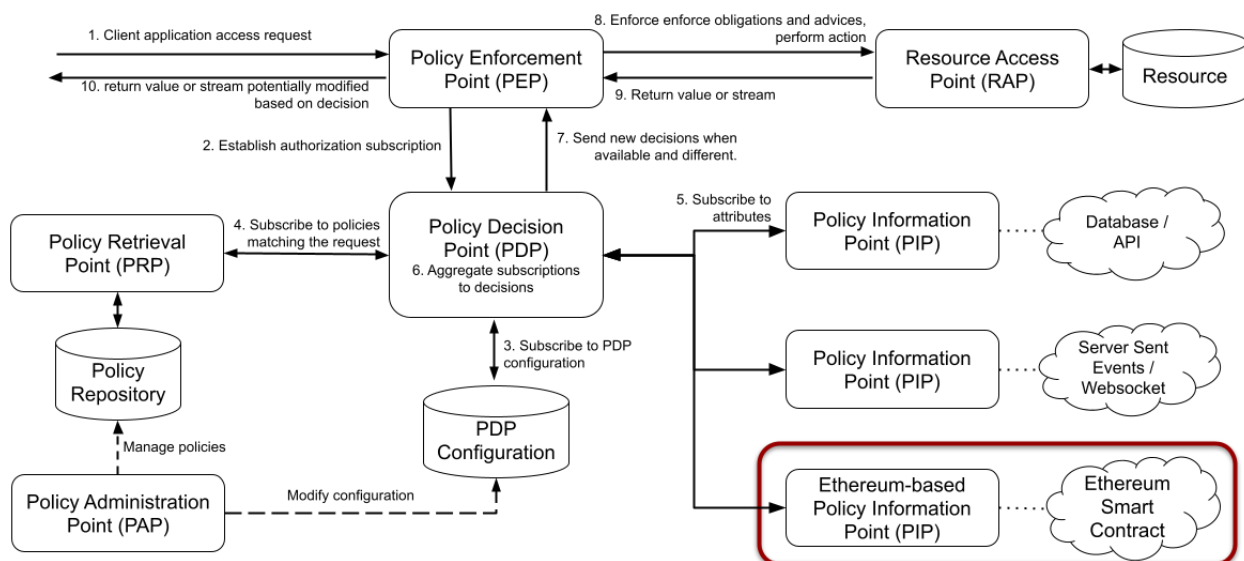 1. Client application access request
8. Enforce enforce obligations and advices,
perform action
Policy Enforcement
Point (PEP)
Resource Access
Point (RAP)
Resource
10. return value or stream potentially modified
based on decision
9. Return value or stream
2. Establish authorization subscription
7. Send new decisions when
available and different.
Policy Retrieval
Point (PRP)
4. Subscribe to policies
matching the request
Policy Decision
Point (PDP)
6. Aggregate subscriptions
to decisions
5. Subscribe to
attributes
Policy Information
Point (PIP)
Database /
API
3. Subscribe to PDP
configuration
Policy
Repository
Policy Information
Point (PIP)
Server Sent
Events /
Websocket
PDP
Configuration
Manage policies
Policy Administration
Point (PAP)
Modify configuration
Ethereum-based
Policy Information
Point (PIP)
Ethereum
Smart
Contract